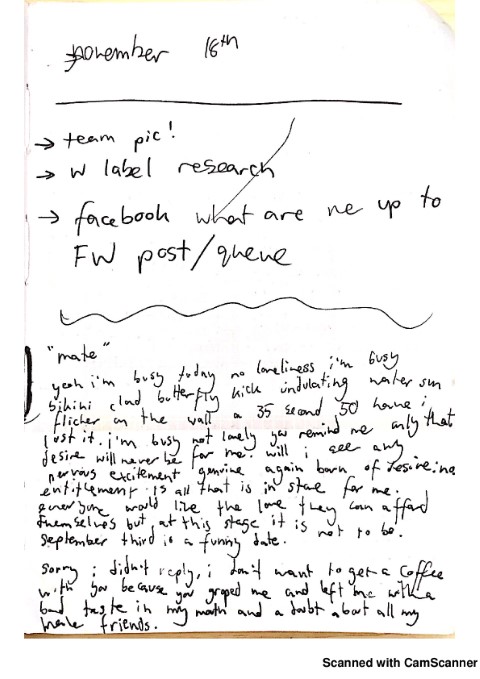 november 18th
→ team pic!
→ w label research
→ facebook what are we up to
FW post/queue
"mate"
yeah i'm busy today no loneliness i'm busy
bikini clad butterfly kick undulating water sun
flicker on the wall a 35 second 50 have i
lost it. i'm busy not lonely you remind me only that
desire will never be for me. will i see any
nervous excitement genuine again born of desire.
entitlement is all that is in store for me.
everyone would like the love they can afford
themselves but at this stage it is not to be.
September third is a funny date.
Sorry i didn't reply, i don't want to get a coffee
with you because you groped me and left me with a
bad taste in my mouth and a doubt about all my
male friends.
Scanned with CamScanner